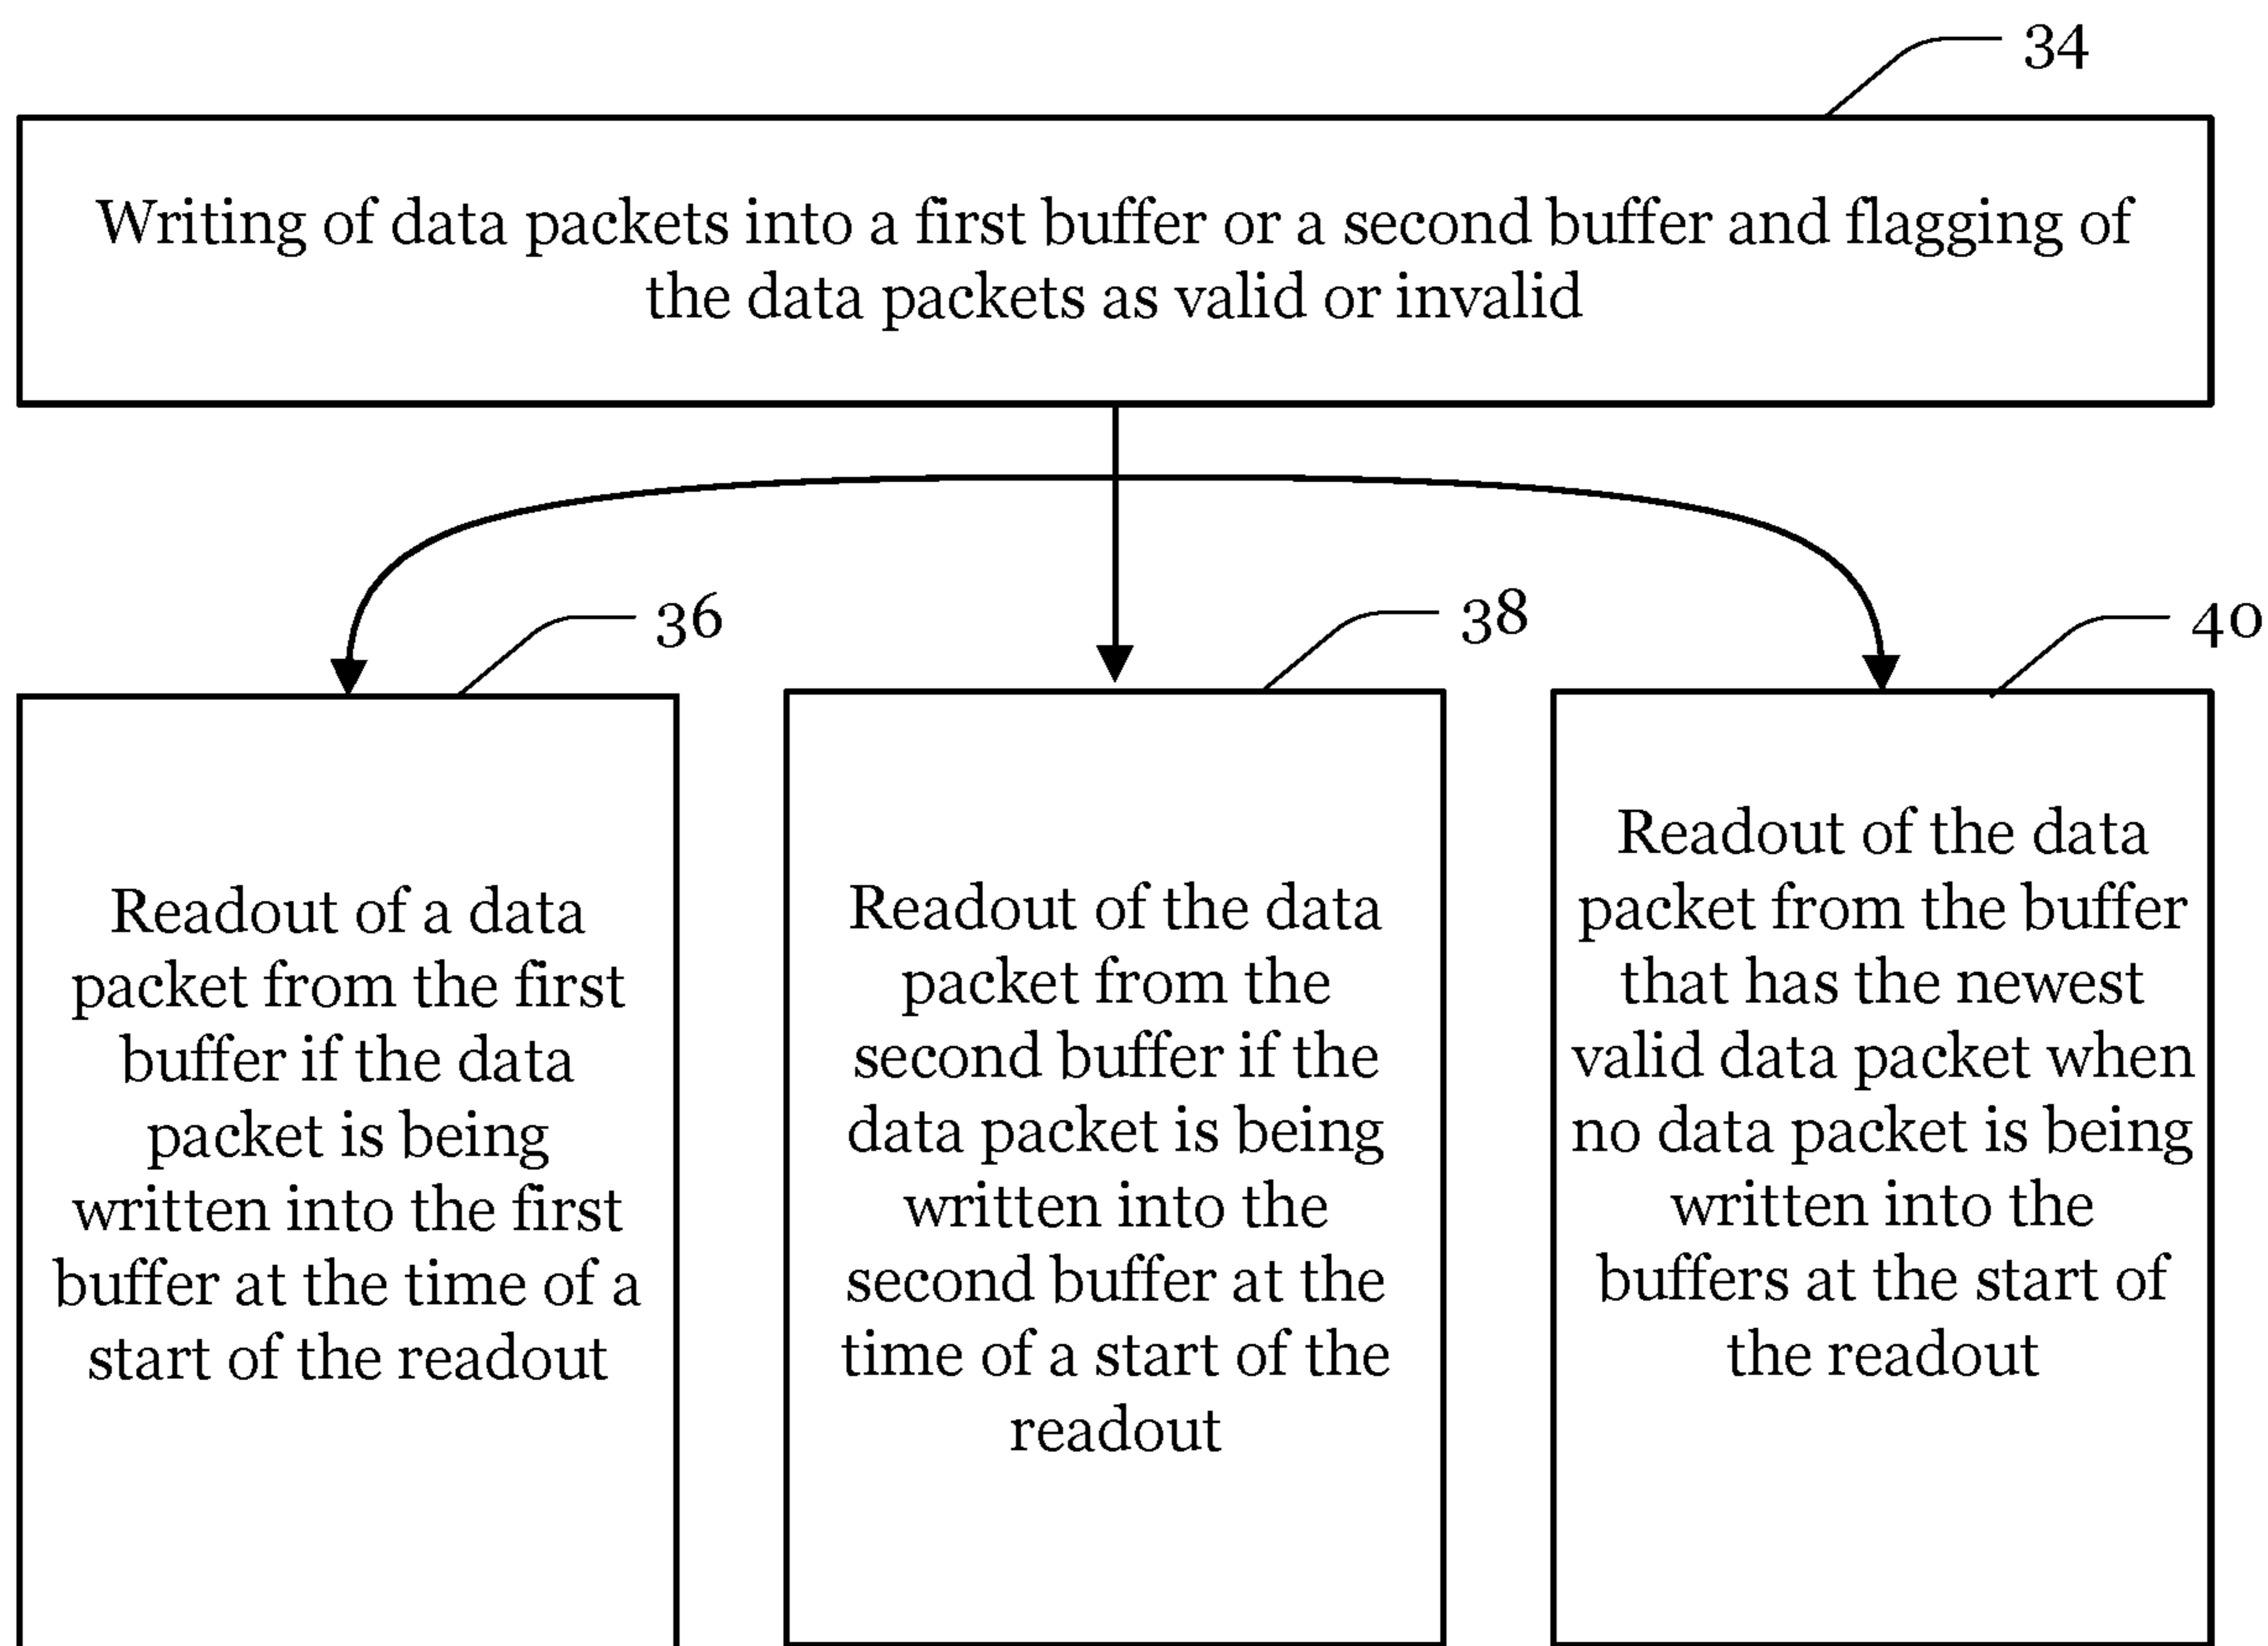 34
Writing of data packets into a first buffer or a second buffer and flagging of
the data packets as valid or invalid
36
Readout of a data
packet from the first
buffer if the data
packet is being
written into the first
buffer at the time of a
start of the readout
38
Readout of the data
packet from the
second buffer if the
data packet is being
written into the
second buffer at the
time of a start of the
readout
40
Readout of the data
packet from the buffer
that has the newest
valid data packet when
no data packet is being
written into the
buffers at the start of
the readout